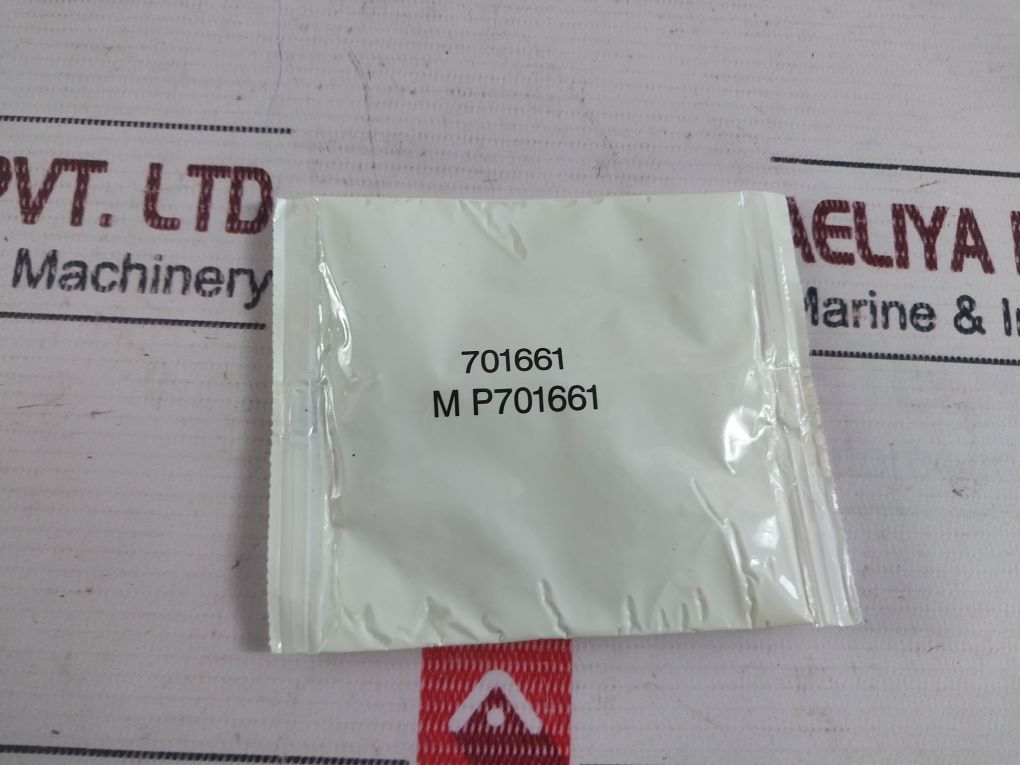 PVT. LTD
Machinery
AELIYA
Marine & I
701661
M P701661